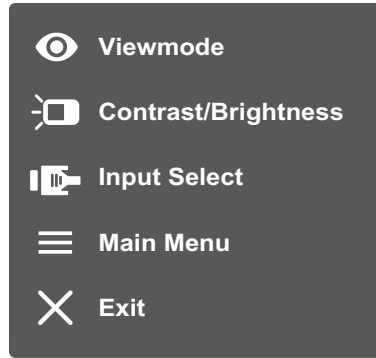 Viewmode
Contrast/Brightness
Input Select
Main Menu
Exit